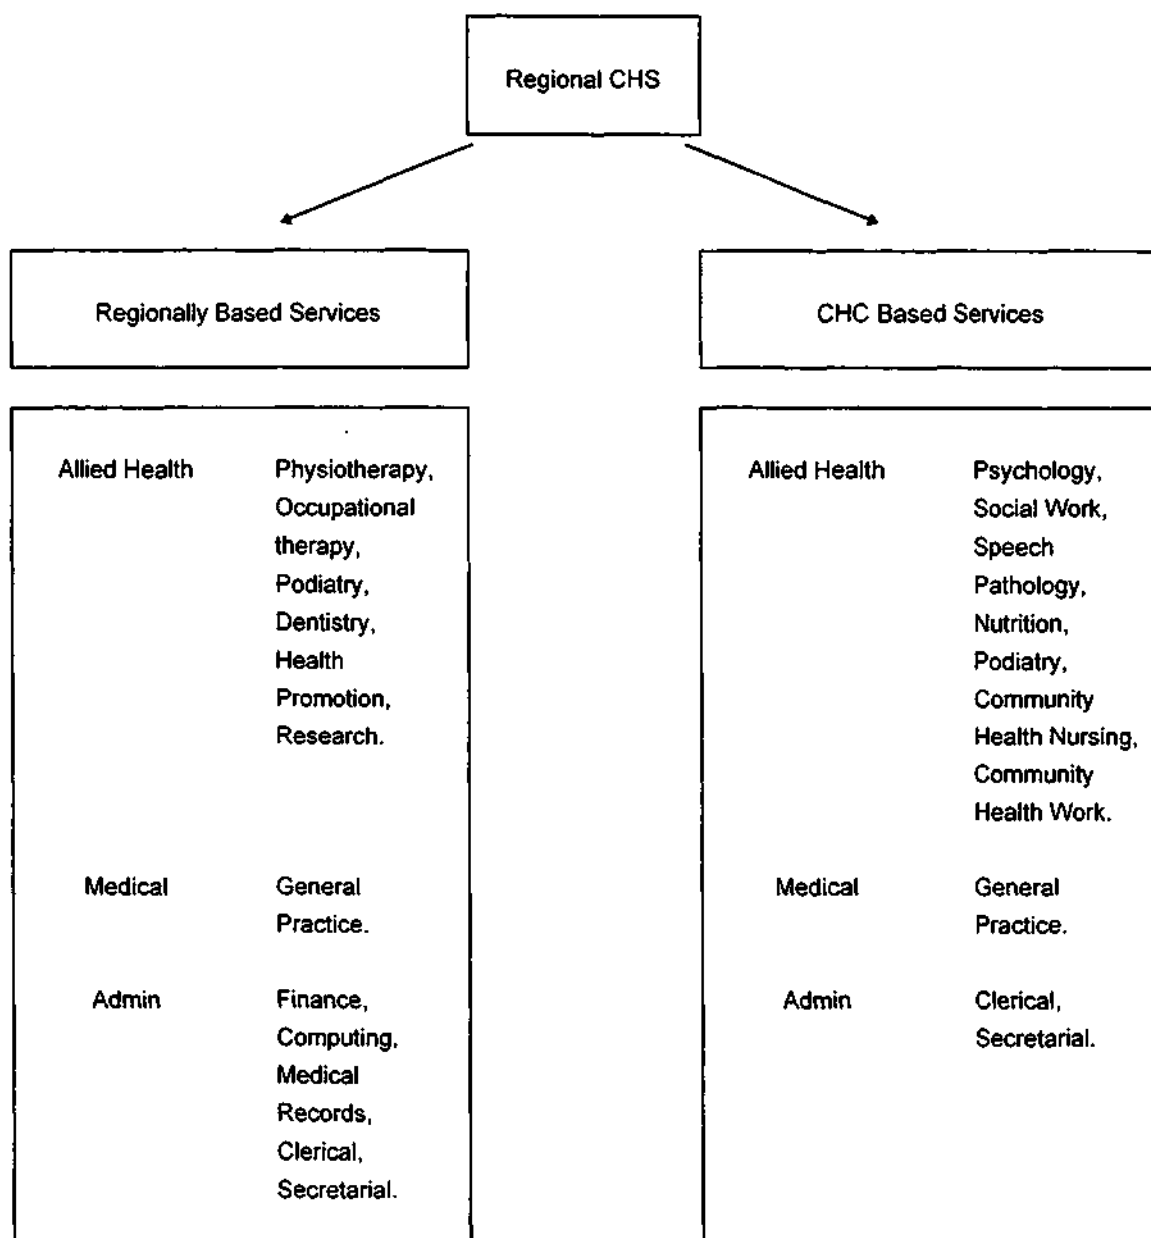 Regional CHS
Regionally Based Services
CHC Based Services
Allied Health
Physiotherapy,
Occupational
therapy,
Podiatry,
Dentistry,
Health
Promotion,
Research.
Medical
General
Practice.
Admin
Finance,
Computing,
Medical
Records,
Clerical,
Secretarial.
Allied Health
Psychology,
Social Work,
Speech
Pathology,
Nutrition,
Podiatry,
Community
Health Nursing,
Community
Health Work.
Medical
General
Practice.
Admin
Clerical,
Secretarial.